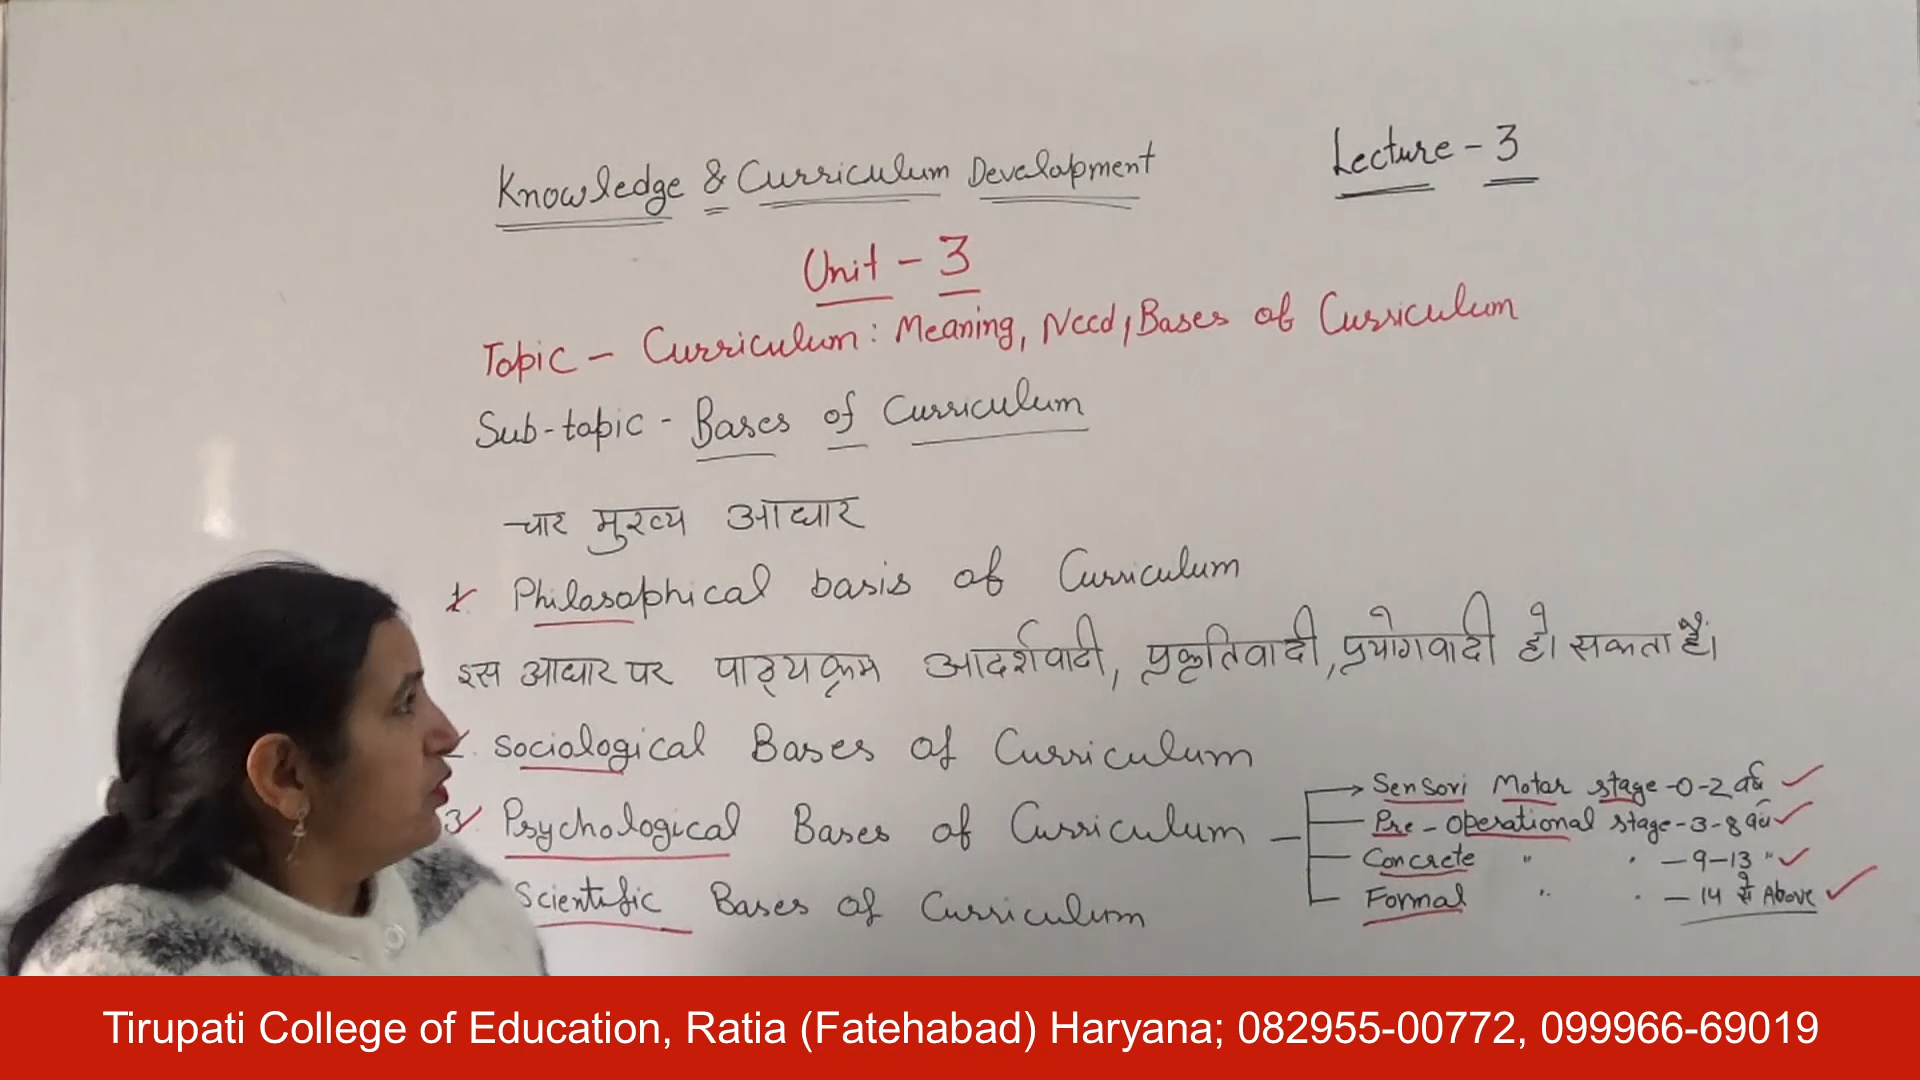 Knowledge & Curriculum Development
Lecture - 3
Unit - 3
Topic - Curriculum: Meaning, Need, Bases of Curriculum
Sub-topic - Bases of Curriculum
चार मुख्य आधार
1. Philosophical basis of Curriculum
इस आधार पर पाठ्यक्रम आदर्शवादी, प्रकृतिवादी, प्रयोगवादी हो सकता है।
Sociological Bases of Curriculum
3. Psychological Bases of Curriculum
Sensori Motor stage - 0-2 वर्ष
Pre-Operational stage - 3-8 वर्ष
Concrete " " - 9-13 "
Formal " " - 14 से Above
Scientific Bases of Curriculum
Tirupati College of Education, Ratia (Fatehabad) Haryana; 082955-00772, 099966-69019